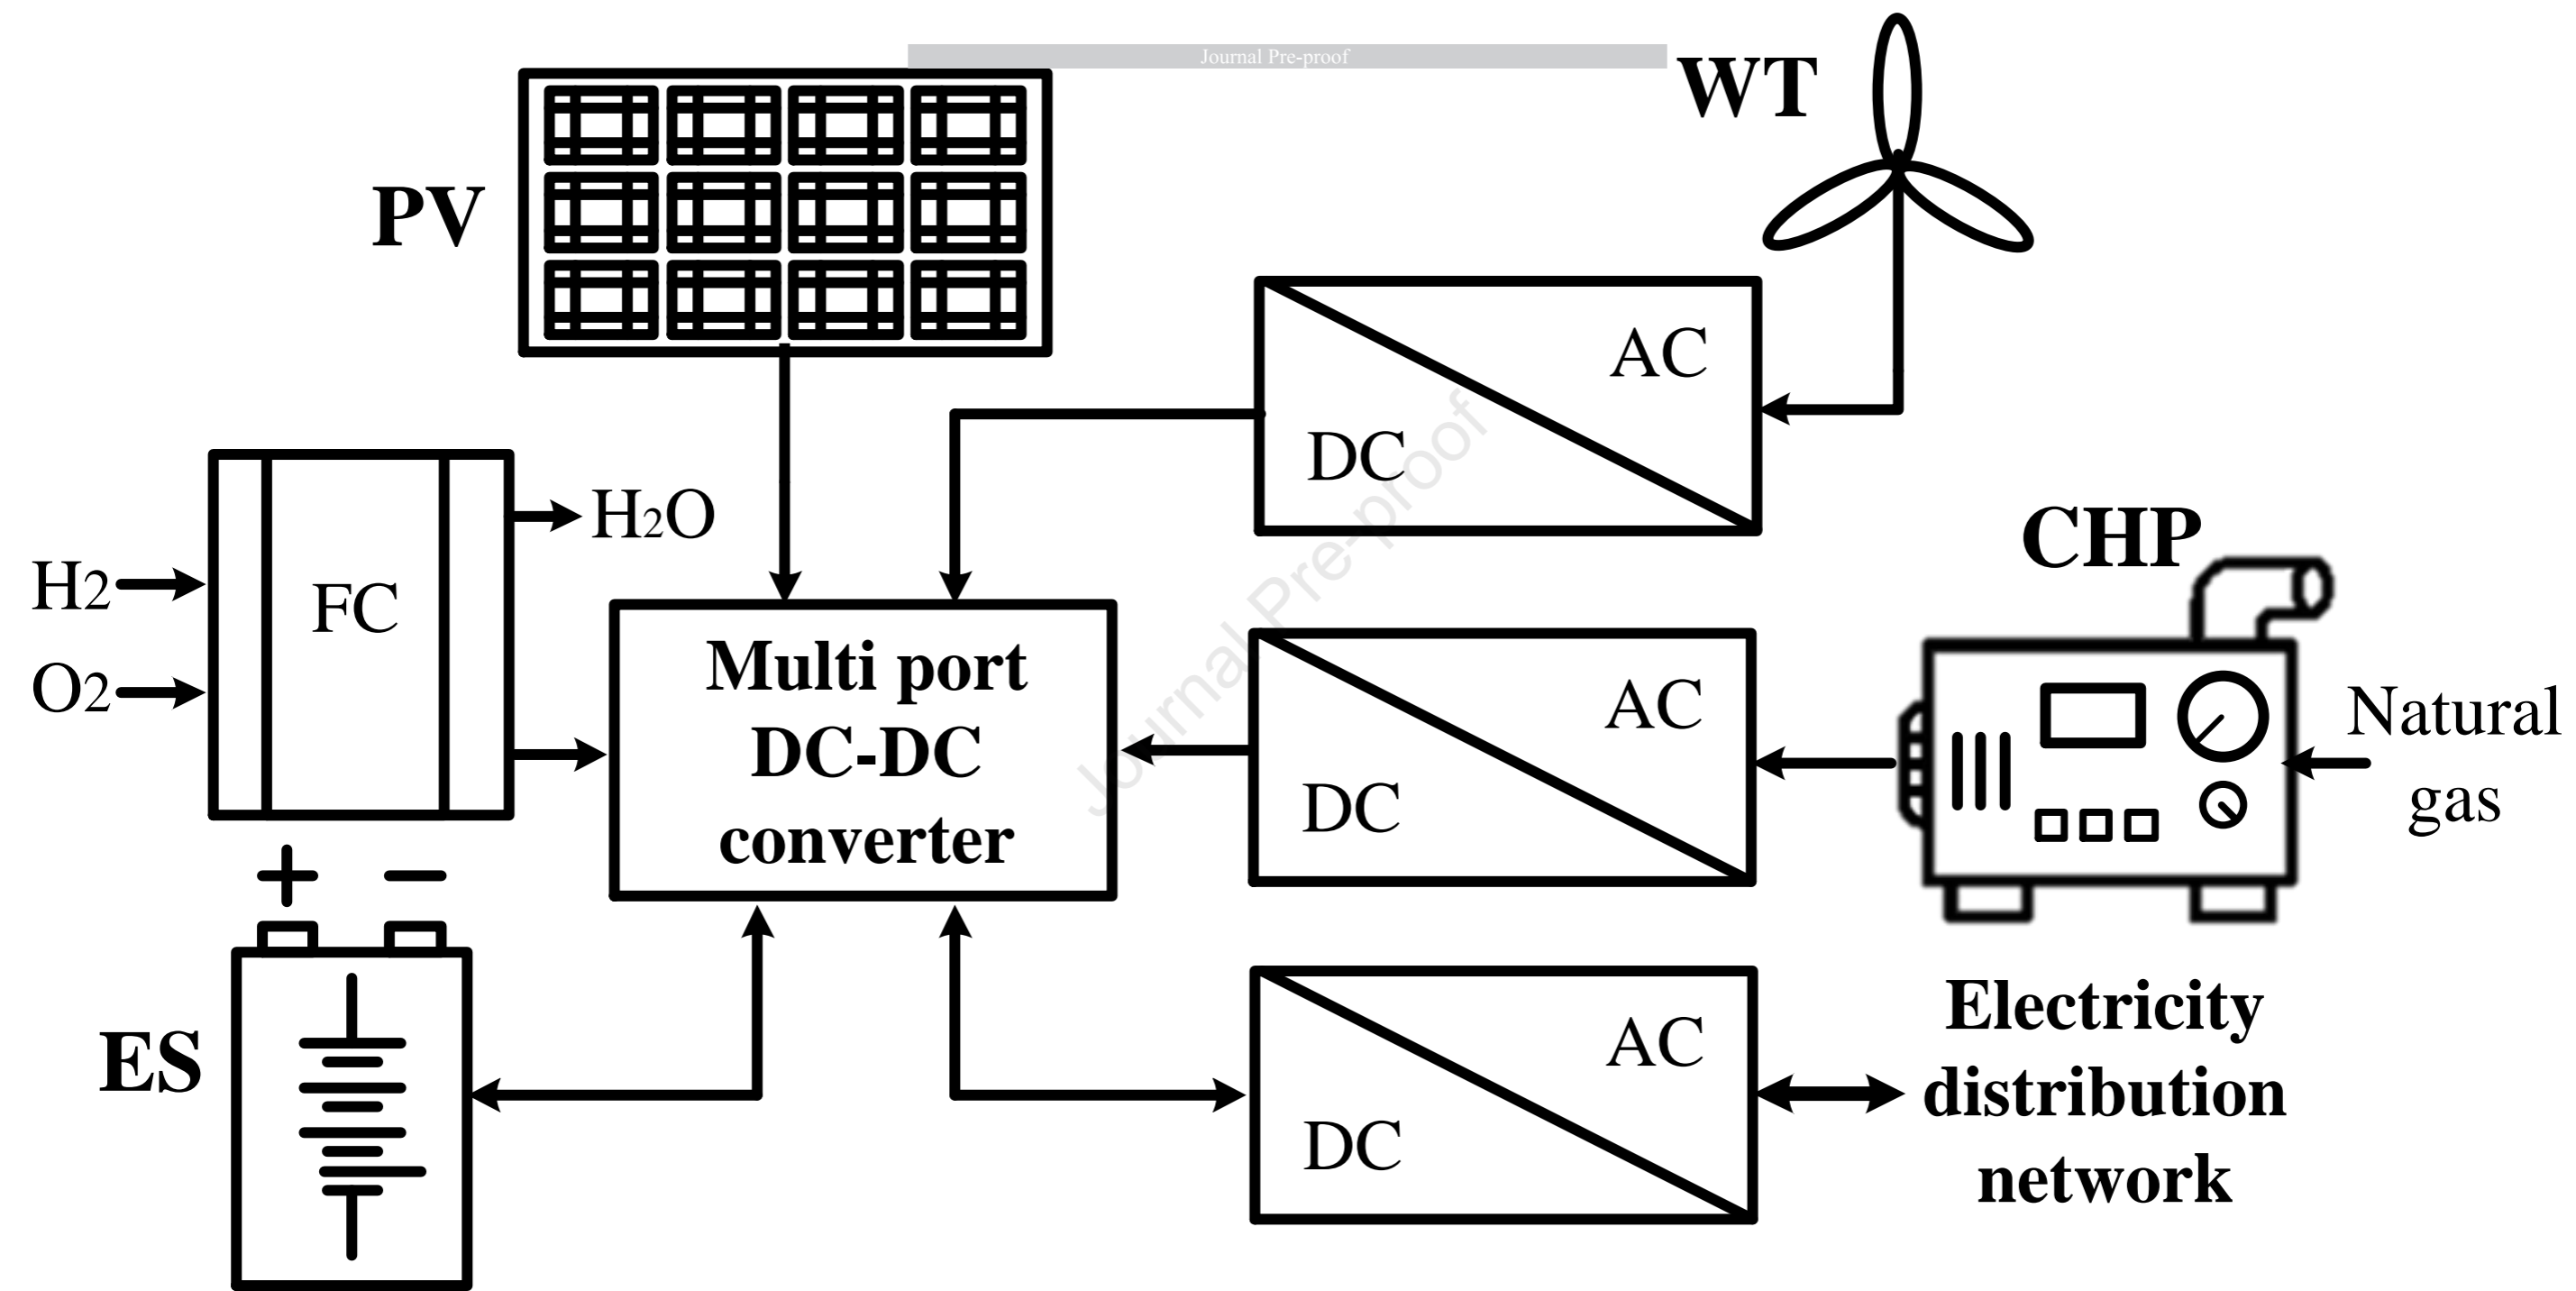 Journal Pre-proof
WT
PV
AC
DC
H2O
CHP
H2
FC
O2
Multi port
DC-DC
converter
AC
DC
Natural
gas
Journal Pre-proof
+ −
ES
AC
DC
Electricity
distribution
network